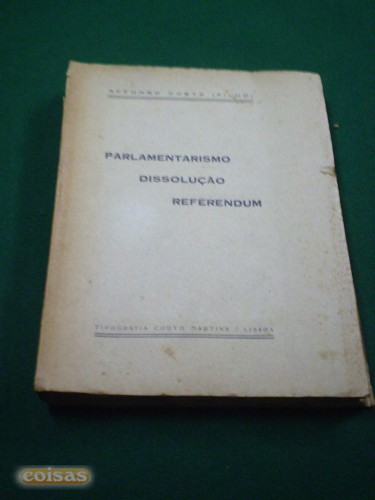 AFFONSO COSTA (FILHO)
PARLAMENTARISMO
DISSOLUÇÃO
REFERENDUM
TIPOGRAFIA COUTO MARTINS / LISBOA
coisas